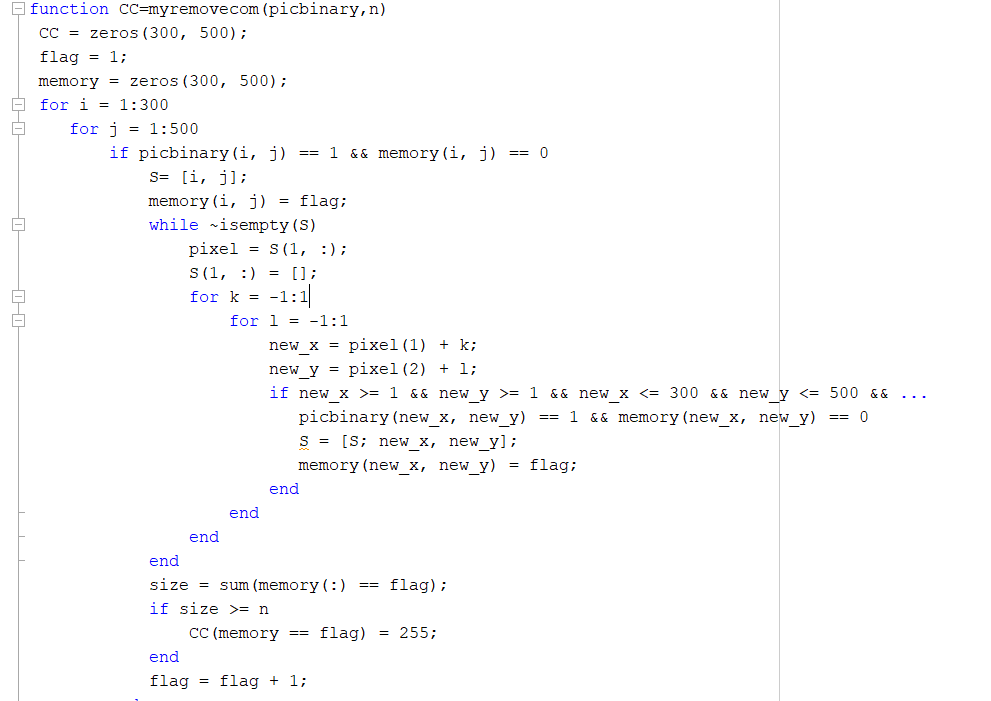 function CC=myremovecom(picbinary,n)
CC = zeros(300, 500);
flag = 1;
memory = zeros(300, 500);
for i = 1:300
for j = 1:500
if picbinary(i, j) == 1 && memory(i, j) == 0
S= [i, j];
memory(i, j) = flag;
while ~isempty(S)
pixel = S(1, :);
S(1, :) = [];
for k = -1:1
for l = -1:1
new_x = pixel(1) + k;
new_y = pixel(2) + l;
if new_x >= 1 && new_y >= 1 && new_x <= 300 && new_y <= 500 && ...
picbinary(new_x, new_y) == 1 && memory(new_x, new_y) == 0
S = [S; new_x, new_y];
memory(new_x, new_y) = flag;
end
end
end
end
size = sum(memory(:) == flag);
if size >= n
CC(memory == flag) = 255;
end
flag = flag + 1;